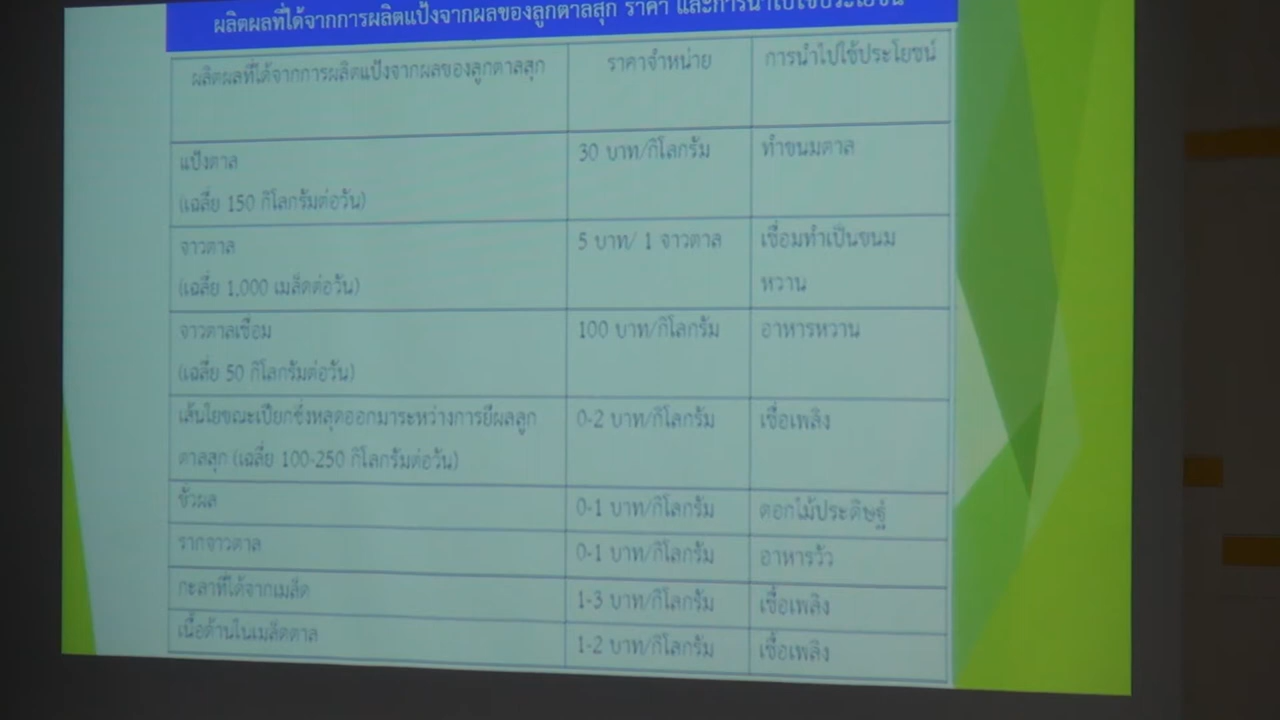 ผลิตผลที่ได้จากการผลิตแป้งจากผลของลูกตาลสุก ราคา และการนำไปใช้ประโยชน์
ผลิตผลที่ได้จากการผลิตแป้งจากผลของลูกตาลสุก ราคาจำหน่าย การนำไปใช้ประโยชน์
แป้งตาล 30 บาท/กิโลกรัม ทำขนมตาล
(เฉลี่ย 150 กิโลกรัมต่อวัน)
จาวตาล 5 บาท/ 1 จาวตาล เชื่อมทำเป็นขนม
(เฉลี่ย 1,000 เมล็ดต่อวัน) หวาน
จาวตาลเชื่อม 100 บาท/กิโลกรัม อาหารหวาน
(เฉลี่ย 50 กิโลกรัมต่อวัน)
เส้นใยขณะเปียกซึ่งหลุดออกมาระหว่างการยีผลลูก 0-2 บาท/กิโลกรัม เชื้อเพลิง
ตาลสุก (เฉลี่ย 100-250 กิโลกรัมต่อวัน)
ขั้วผล 0-1 บาท/กิโลกรัม ดอกไม้ประดิษฐ์
รากจาวตาล 0-1 บาท/กิโลกรัม อาหารวัว
กะลาที่ได้จากเมล็ด 1-3 บาท/กิโลกรัม เชื้อเพลิง
เนื้อด้านในเมล็ดตาล 1-2 บาท/กิโลกรัม เชื้อเพลิง